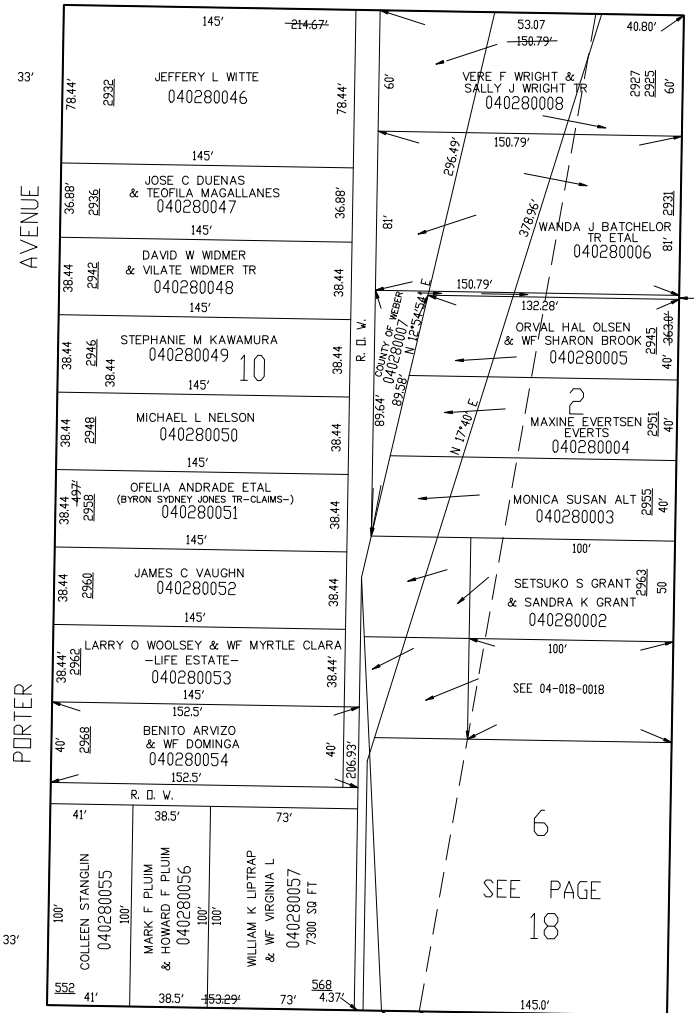 145'
214.67'
53.07
150.79'
40.80'
33'
AVENUE
PORTER
33'
78.44'
2932
JEFFERY L WITTE
040280046
78.44'
145'
36.88'
2936
JOSE C DUENAS
& TEOFILA MAGALLANES
040280047
36.88'
145'
38.44
2942
DAVID W WIDMER
& VILATE WIDMER TR
040280048
38.44
145'
38.44
2946
38.44
STEPHANIE M KAWAMURA
040280049
10
38.44
145'
38.44
2948
MICHAEL L NELSON
040280050
38.44
145'
38.44
497'
2958
OFELIA ANDRADE ETAL
(BYRON SYDNEY JONES TR-CLAIMS-)
040280051
38.44
145'
38.44
2960
JAMES C VAUGHN
040280052
38.44
145'
38.44'
2962
LARRY O WOOLSEY & WF MYRTLE CLARA
-LIFE ESTATE-
040280053
38.44'
145'
152.5'
40'
2968
BENITO ARVIZO
& WF DOMINGA
040280054
40'
152.5'
206.93'
R. O. W.
R. O. W.
41'
100'
COLLEEN STANGLIN
040280055
100'
552
41'
38.5'
MARK F PLUIM
& HOWARD F PLUIM
040280056
100'
38.5'
153.29'
73'
100'
WILLIAM K LIPTRAP
& WF VIRGINIA L
040280057
7300 SQ FT
568
73'
4.37'
60'
VERE F WRIGHT &
SALLY J WRIGHT TR
040280008
2927
2925
60'
150.79'
296.49'
378.96'
81'
WANDA J BATCHELOR
TR ETAL
040280006
2931
81'
150.79'
132.28'
COUNTY OF WEBER
040280007
N 12°54'54" E
89.64'
89.58'
N 17°40' E
ORVAL HAL OLSEN
& WF SHARON BROOK
040280005
2945
363.0'
40'
2
MAXINE EVERTSEN
EVERTS
040280004
2951
40'
MONICA SUSAN ALT
040280003
2955
40'
100'
SETSUKO S GRANT
& SANDRA K GRANT
040280002
2963
50
100'
SEE 04-018-0018
6
SEE PAGE
18
145.0'